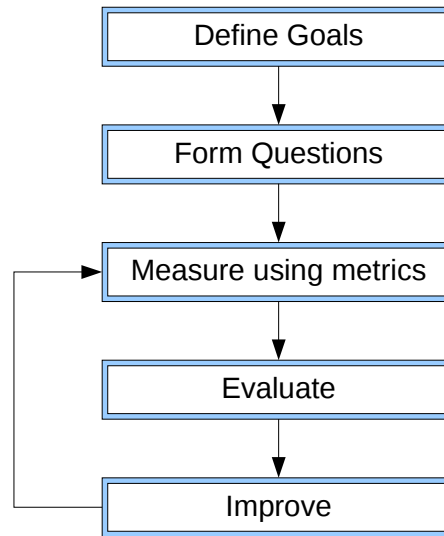 Define Goals
Form Questions
Measure using metrics
Evaluate
Improve